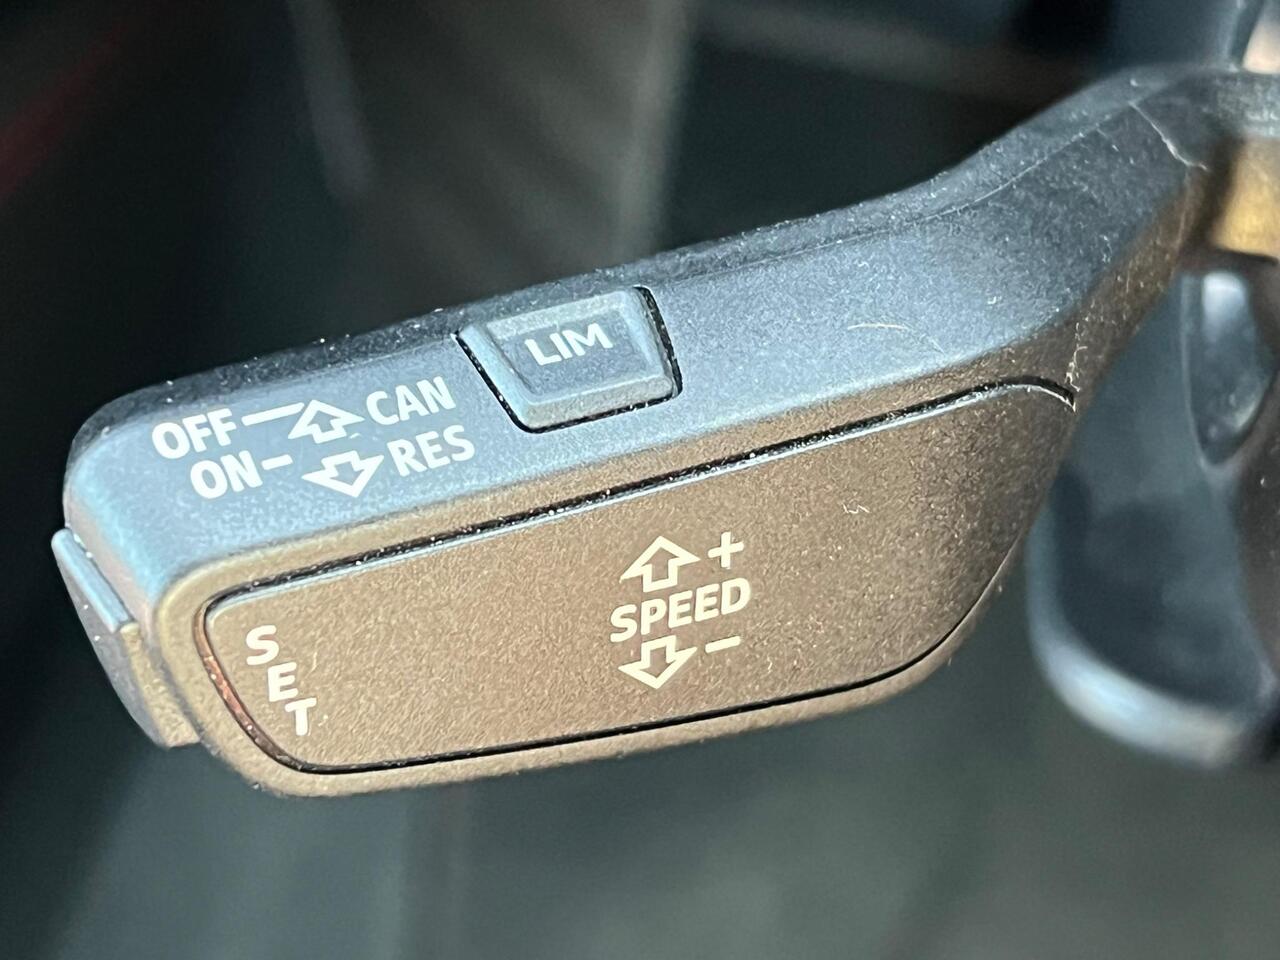 LIM
OFF CAN
ON- RES
+
SPEED
-
SET